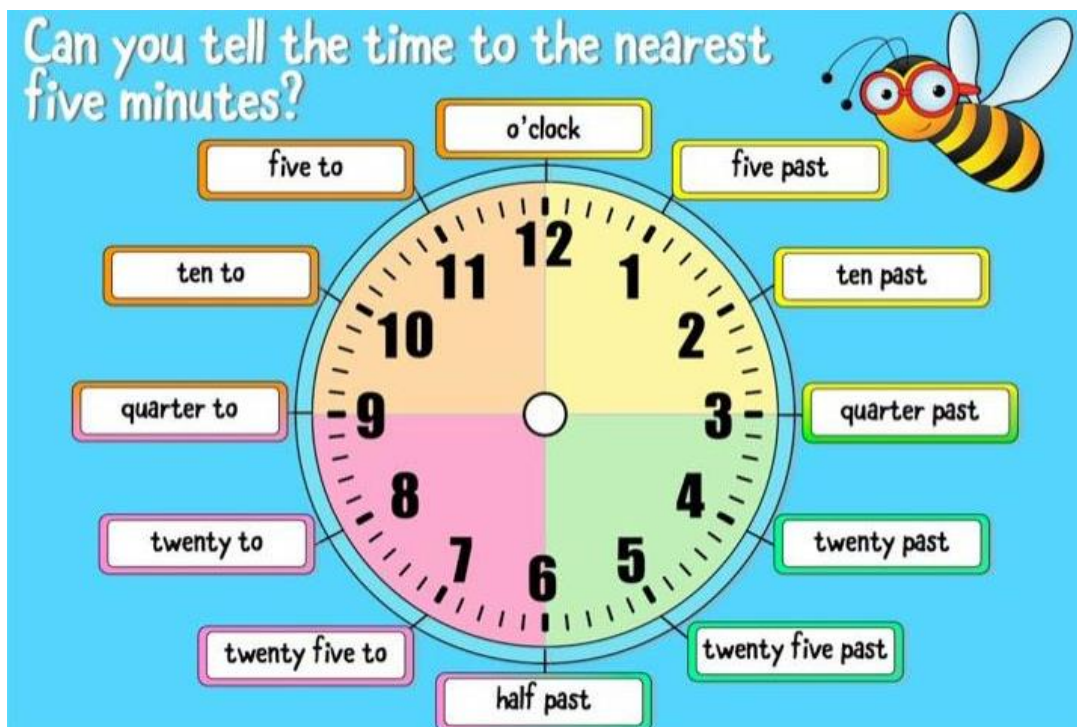 Can you tell the time to the nearest
five minutes?
o'clock
five to
five past
ten to
ten past
quarter to
quarter past
twenty to
twenty past
twenty five to
twenty five past
half past
12
11
1
10
2
9
3
8
4
7
5
6